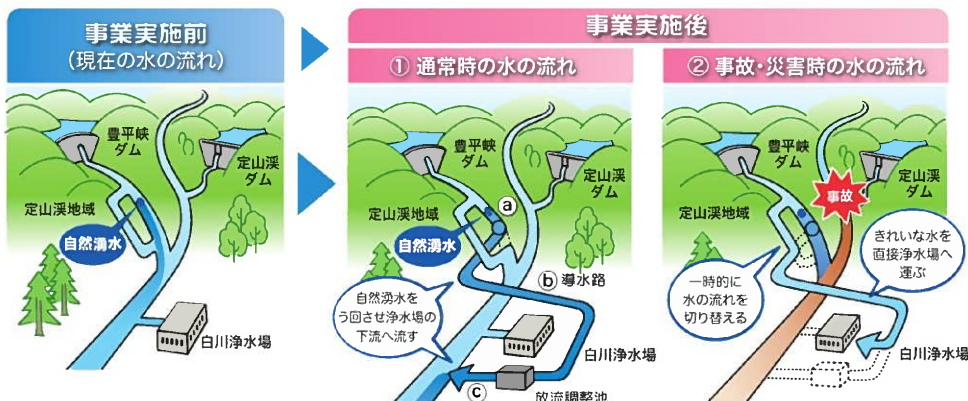 事業実施前
(現在の水の流れ)
豊平峡
ダム
定山渓
ダム
定山渓地域
自然湧水
白川浄水場
事業実施後
① 通常時の水の流れ
豊平峡
ダム
定山渓
ダム
定山渓地域
ⓐ
自然湧水
ⓑ 導水路
自然湧水を
う回させ浄水場の
下流へ流す
白川浄水場
ⓒ
放流調整池
② 事故・災害時の水の流れ
豊平峡
ダム
定山渓
ダム
事故
定山渓地域
きれいな水を
直接浄水場へ
運ぶ
一時的に
水の流れを
切り替える
白川浄水場